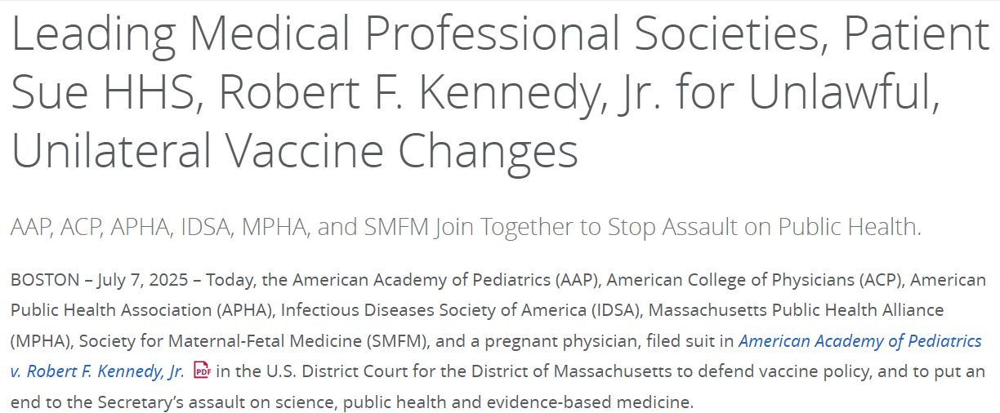 Leading Medical Professional Societies, Patient
Sue HHS, Robert F. Kennedy, Jr. for Unlawful,
Unilateral Vaccine Changes
AAP, ACP, APHA, IDSA, MPHA, and SMFM Join Together to Stop Assault on Public Health.
BOSTON – July 7, 2025 – Today, the American Academy of Pediatrics (AAP), American College of Physicians (ACP), American
Public Health Association (APHA), Infectious Diseases Society of America (IDSA), Massachusetts Public Health Alliance
(MPHA), Society for Maternal-Fetal Medicine (SMFM), and a pregnant physician, filed suit in American Academy of Pediatrics
v. Robert F. Kennedy, Jr. PDF in the U.S. District Court for the District of Massachusetts to defend vaccine policy, and to put an
end to the Secretary’s assault on science, public health and evidence-based medicine.